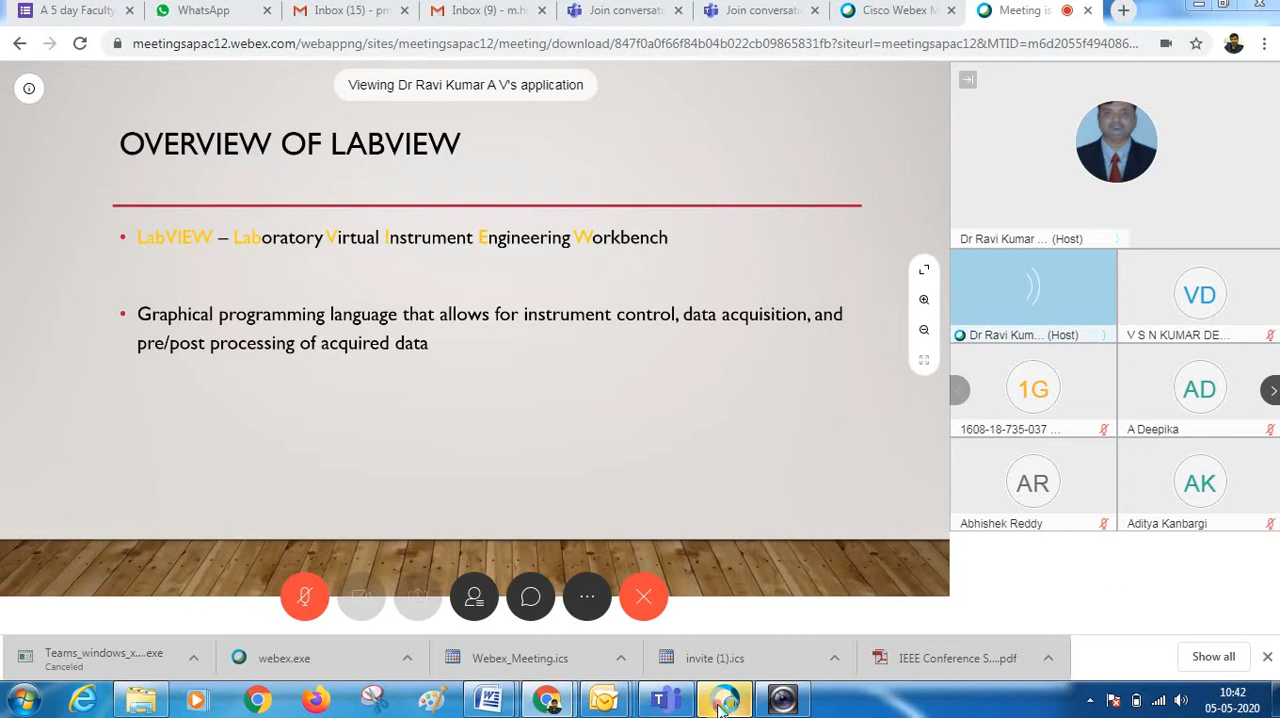 A 5 day Faculty
WhatsApp
Inbox (15) - pm
Inbox (9) - m.h
Join conversati
Join conversati
Cisco Webex M
Meeting is
meetingsapac12.webex.com/webappng/sites/meetingsapac12/meeting/download/847f0a0f66f84b04b022cb09865831fb?siteurl=meetingsapac12&MTID=m6d2055f494086...
Viewing Dr Ravi Kumar A V's application
OVERVIEW OF LABVIEW
• LabVIEW – Laboratory Virtual Instrument Engineering Workbench
• Graphical programming language that allows for instrument control, data acquisition, and
pre/post processing of acquired data
Dr Ravi Kumar ... (Host)
VD
Dr Ravi Kum... (Host)
V S N KUMAR DE...
1G
AD
1608-18-735-037 ...
A Deepika
AR
AK
Abhishek Reddy
Aditya Kanbargi
Teams_windows_x....exe
Canceled
webex.exe
Webex_Meeting.ics
invite (1).ics
IEEE Conference S....pdf
Show all
10:42
05-05-2020